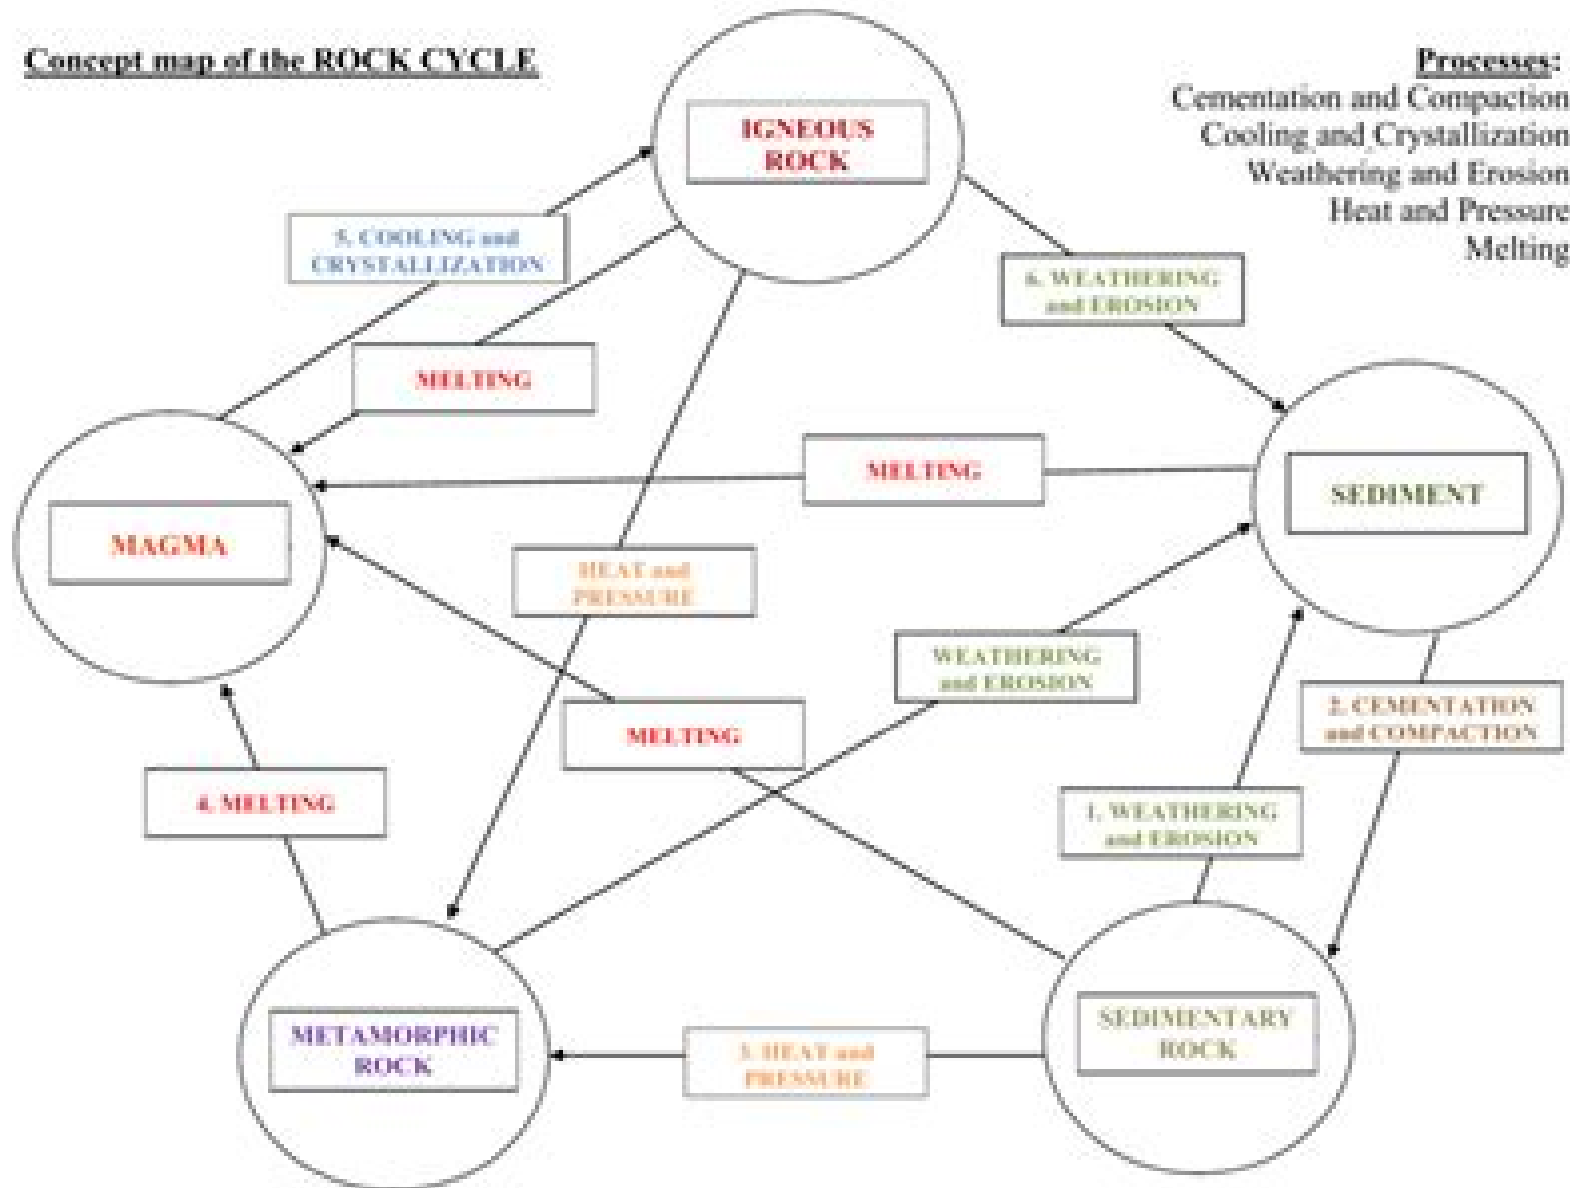 Concept map of the ROCK CYCLE
Processes:
Cementation and Compaction
Cooling and Crystallization
Weathering and Erosion
Heat and Pressure
Melting
IGNEOUS
ROCK
5. COOLING and
CRYSTALLIZATION
6. WEATHERING
and EROSION
MELTING
MELTING
SEDIMENT
MAGMA
HEAT and
PRESSURE
WEATHERING
and EROSION
MELTING
2. CEMENTATION
and COMPACTION
4. MELTING
1. WEATHERING
and EROSION
METAMORPHIC
ROCK
3. HEAT and
PRESSURE
SEDIMENTARY
ROCK